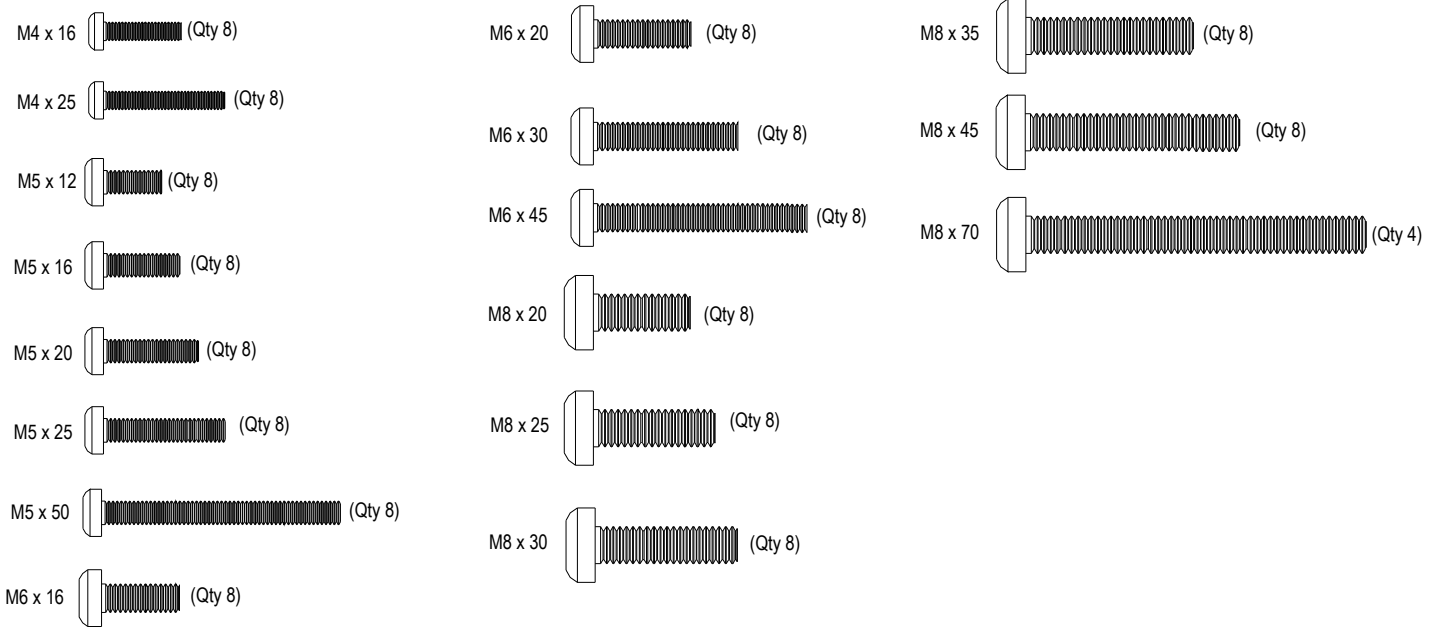 M4 x 16 (Qty 8)
M4 x 25 (Qty 8)
M5 x 12 (Qty 8)
M5 x 16 (Qty 8)
M5 x 20 (Qty 8)
M5 x 25 (Qty 8)
M5 x 50 (Qty 8)
M6 x 16 (Qty 8)
M6 x 20 (Qty 8)
M6 x 30 (Qty 8)
M6 x 45 (Qty 8)
M8 x 20 (Qty 8)
M8 x 25 (Qty 8)
M8 x 30 (Qty 8)
M8 x 35 (Qty 8)
M8 x 45 (Qty 8)
M8 x 70 (Qty 4)